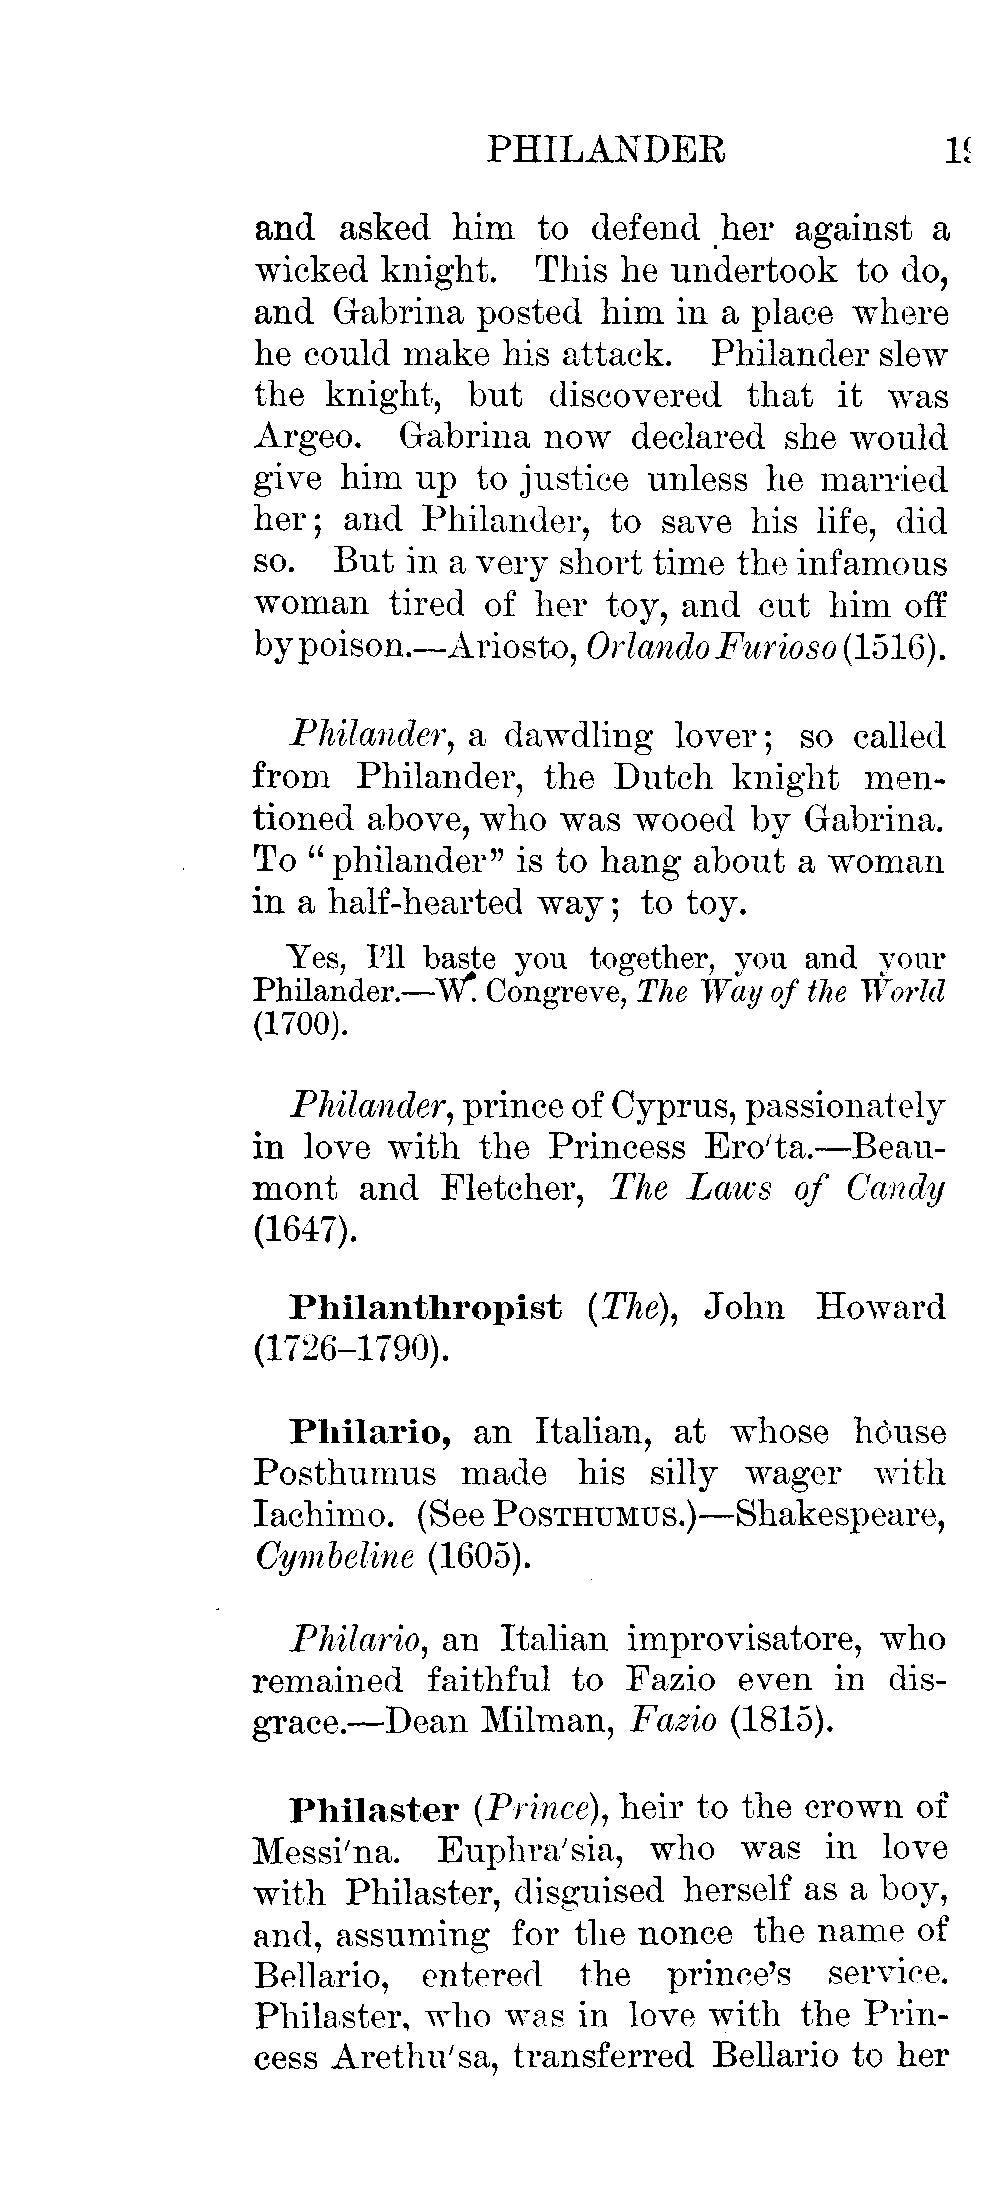 PHILANDER
and asked him to defend her against a
wicked knight. This he undertook to do,
and Gabrina posted him in a place where
he could make his attack. Philander slew
the knight, but discovered that it was
Argeo. Gabrina now declared she would
give him up to justice unless he married
her; and Philander, to save his life, did
so. But in a very short time the infamous
woman tired of her toy, and cut him off
by poison.—Ariosto, Orlando Furioso (1516).
Philander, a dawdling lover; so called
from Philander, the Dutch knight men-
tioned above, who was wooed by Gabrina.
To “philander” is to hang about a woman
in a half-hearted way; to toy.
Yes, I’ll baste you together, you and your
Philander.—W. Congreve, The Way of the World
(1700).
Philander, prince of Cyprus, passionately
in love with the Princess Ero′ta.—Beau-
mont and Fletcher, The Laws of Candy
(1647).
Philanthropist (The), John Howard
(1726–1790).
Philario, an Italian, at whose house
Posthumus made his silly wager with
Iachimo. (See POSTHUMUS.)—Shakespeare,
Cymbeline (1605).
Philario, an Italian improvisatore, who
remained faithful to Fazio even in dis-
grace.—Dean Milman, Fazio (1815).
Philaster (Prince), heir to the crown of
Messi′na. Euphra′sia, who was in love
with Philaster, disguised herself as a boy,
and, assuming for the nonce the name of
Bellario, entered the prince’s service.
Philaster, who was in love with the Prin-
cess Arethu′sa, transferred Bellario to her